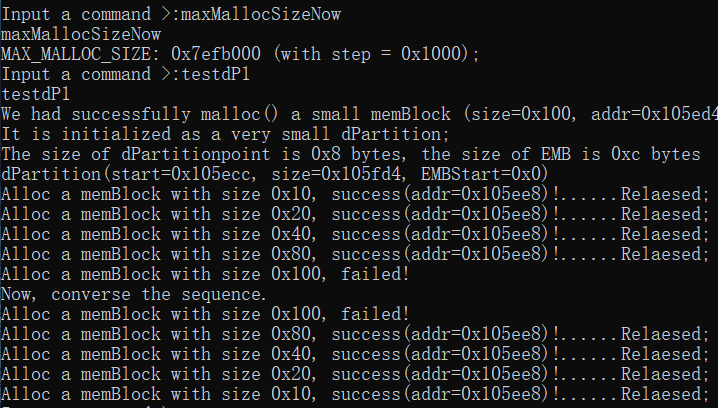 Input a command >:maxMallocSizeNow
maxMallocSizeNow
MAX_MALLOC_SIZE: 0x7efb000 (with step = 0x1000);
Input a command >:testdP1
testdP1
We had successfully malloc() a small memBlock (size=0x100, addr=0x105ed4
It is initialized as a very small dPartition;
The size of dPartitionpoint is 0x8 bytes, the size of EMB is 0xc bytes
dPartition(start=0x105ecc, size=0x105fd4, EMBStart=0x0)
Alloc a memBlock with size 0x10, success(addr=0x105ee8)!......Relaesed;
Alloc a memBlock with size 0x20, success(addr=0x105ee8)!......Relaesed;
Alloc a memBlock with size 0x40, success(addr=0x105ee8)!......Relaesed;
Alloc a memBlock with size 0x80, success(addr=0x105ee8)!......Relaesed;
Alloc a memBlock with size 0x100, failed!
Now, converse the sequence.
Alloc a memBlock with size 0x100, failed!
Alloc a memBlock with size 0x80, success(addr=0x105ee8)!......Relaesed;
Alloc a memBlock with size 0x40, success(addr=0x105ee8)!......Relaesed;
Alloc a memBlock with size 0x20, success(addr=0x105ee8)!......Relaesed;
Alloc a memBlock with size 0x10, success(addr=0x105ee8)!......Relaesed;